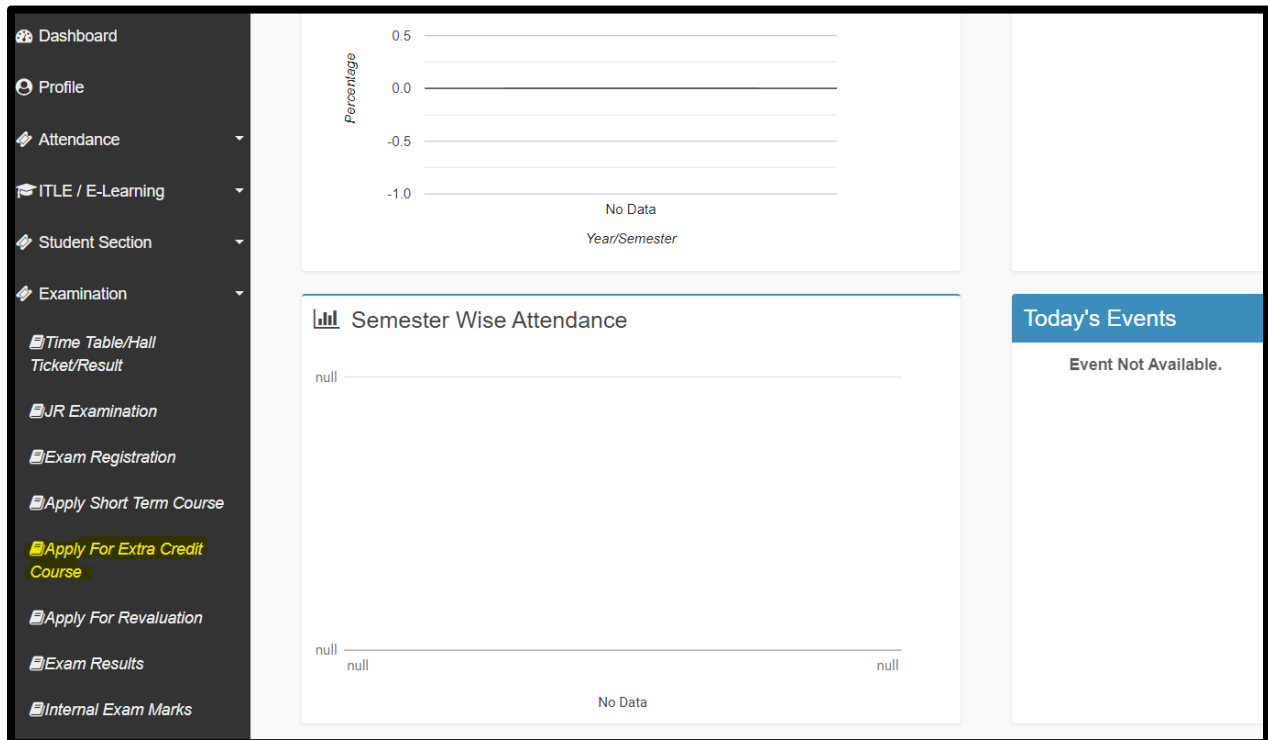 Dashboard
Profile
Attendance
ITLE / E-Learning
Student Section
Examination
Time Table/Hall
Ticket/Result
JR Examination
Exam Registration
Apply Short Term Course
Apply For Extra Credit
Course
Apply For Revaluation
Exam Results
Internal Exam Marks
Percentage
0.5
0.0
-0.5
-1.0
No Data
Year/Semester
Semester Wise Attendance
null
null
null
null
No Data
Today's Events
Event Not Available.